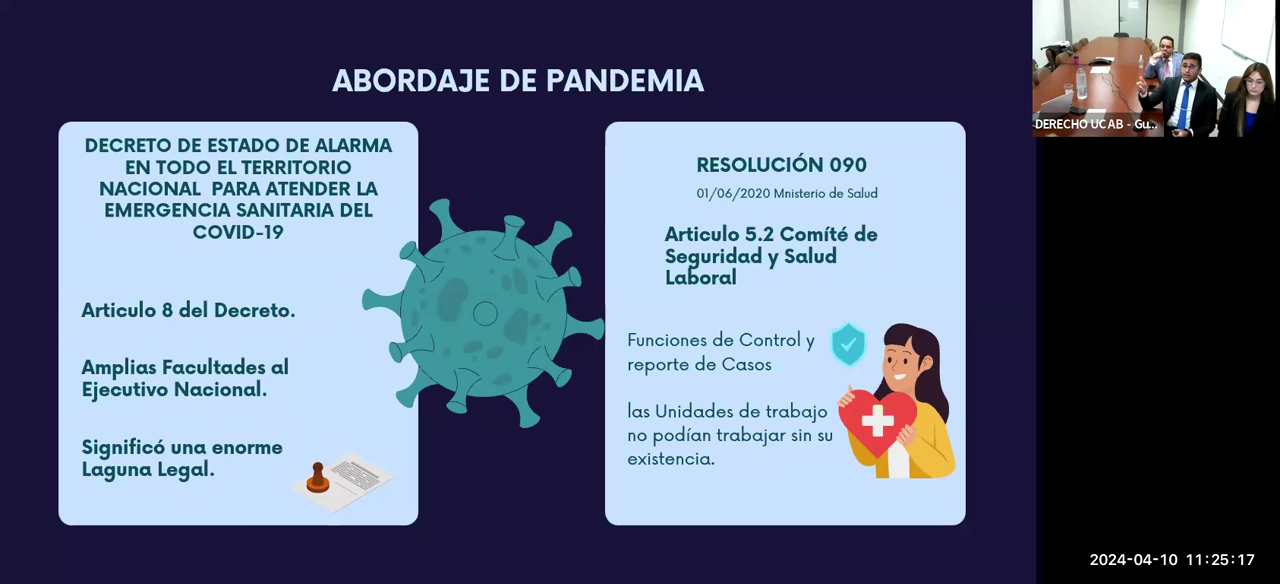 ABORDAJE DE PANDEMIA
DECRETO DE ESTADO DE ALARMA
EN TODO EL TERRITORIO
NACIONAL PARA ATENDER LA
EMERGENCIA SANITARIA DEL
COVID-19
Articulo 8 del Decreto.
Amplias Facultades al
Ejecutivo Nacional.
Significó una enorme
Laguna Legal.
RESOLUCIÓN 090
01/06/2020 Mnisterio de Salud
Articulo 5.2 Comíté de
Seguridad y Salud
Laboral
Funciones de Control y
reporte de Casos
las Unidades de trabajo
no podían trabajar sin su
existencia.
DERECHO UCAB - Gu...
2024-04-10 11:25:17